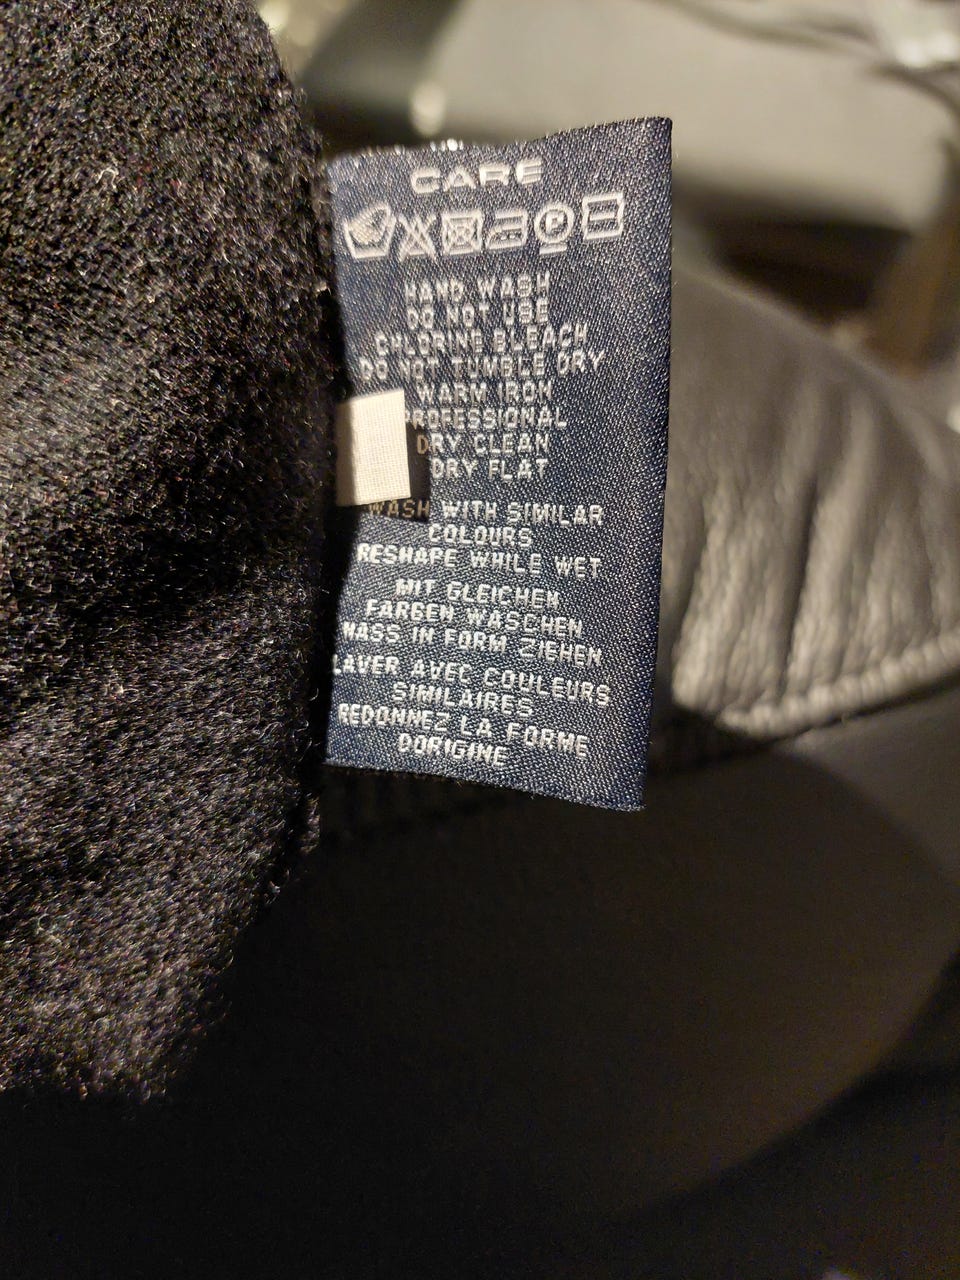 CARE
P
HAND WASH
DO NOT USE
CHLORINE BLEACH
DO NOT TUMBLE DRY
WARM IRON
PROFESSIONAL
DRY CLEAN
DRY FLAT
WASH WITH SIMILAR
COLOURS
RESHAPE WHILE WET
MIT GLEICHEN
FARBEN WASCHEN
NASS IN FORM ZIEHEN
LAVER AVEC COULEURS
SIMILAIRES
REDONNEZ LA FORME
DORIGINE